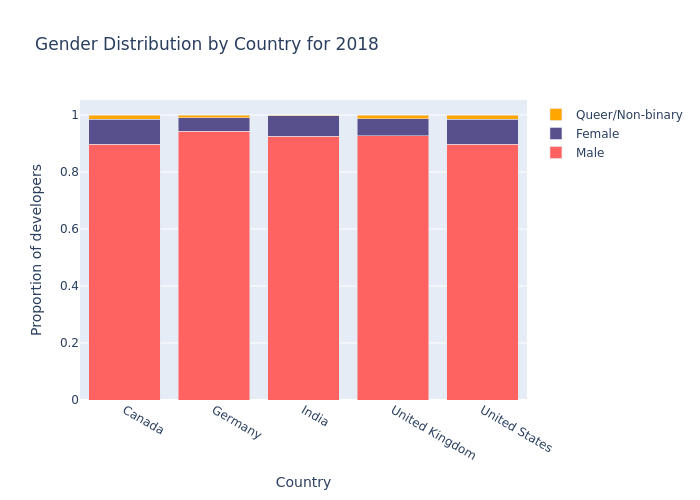 Gender Distribution by Country for 2018
Queer/Non-binary
Female
Male
Proportion of developers
1
0.8
0.6
0.4
0.2
0
Canada
Germany
India
United Kingdom
United States
Country